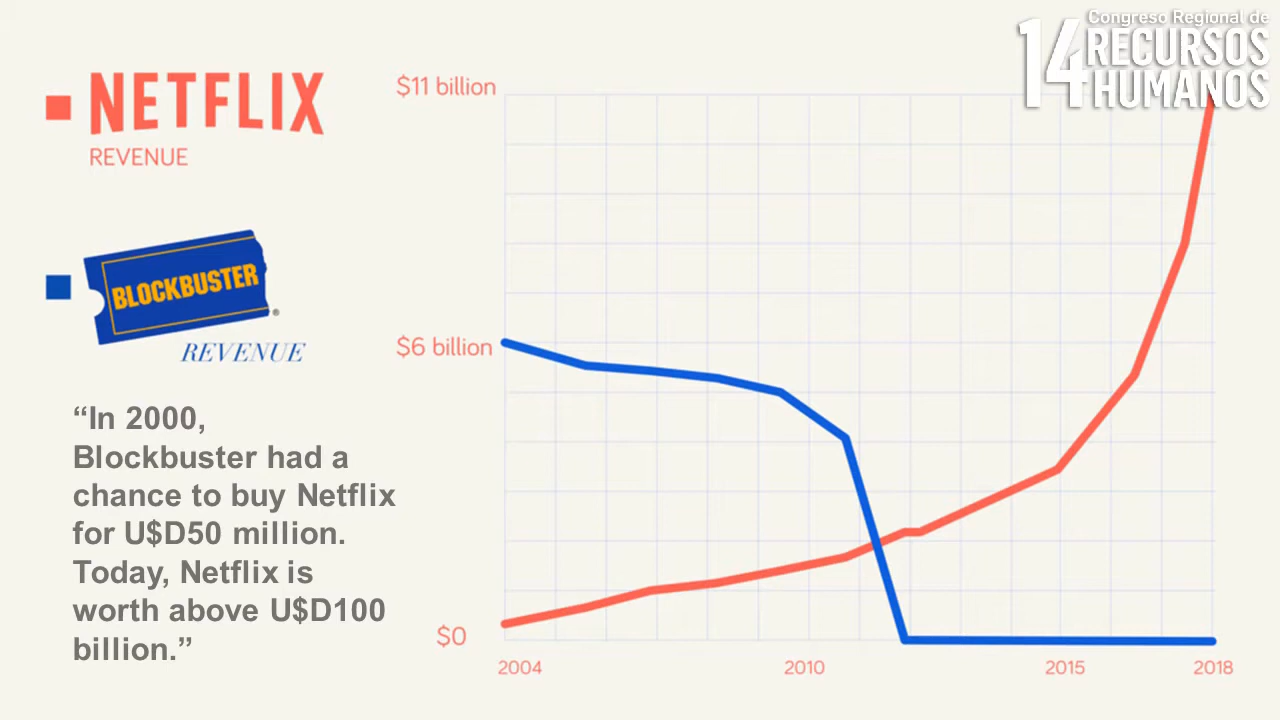 Congreso Regional de
14 RECURSOS
HUMANOS
NETFLIX
REVENUE
BLOCKBUSTER
®
REVENUE
“In 2000,
Blockbuster had a
chance to buy Netflix
for U$D50 million.
Today, Netflix is
worth above U$D100
billion.”
$11 billion
$6 billion
$0
2004 2010 2015 2018